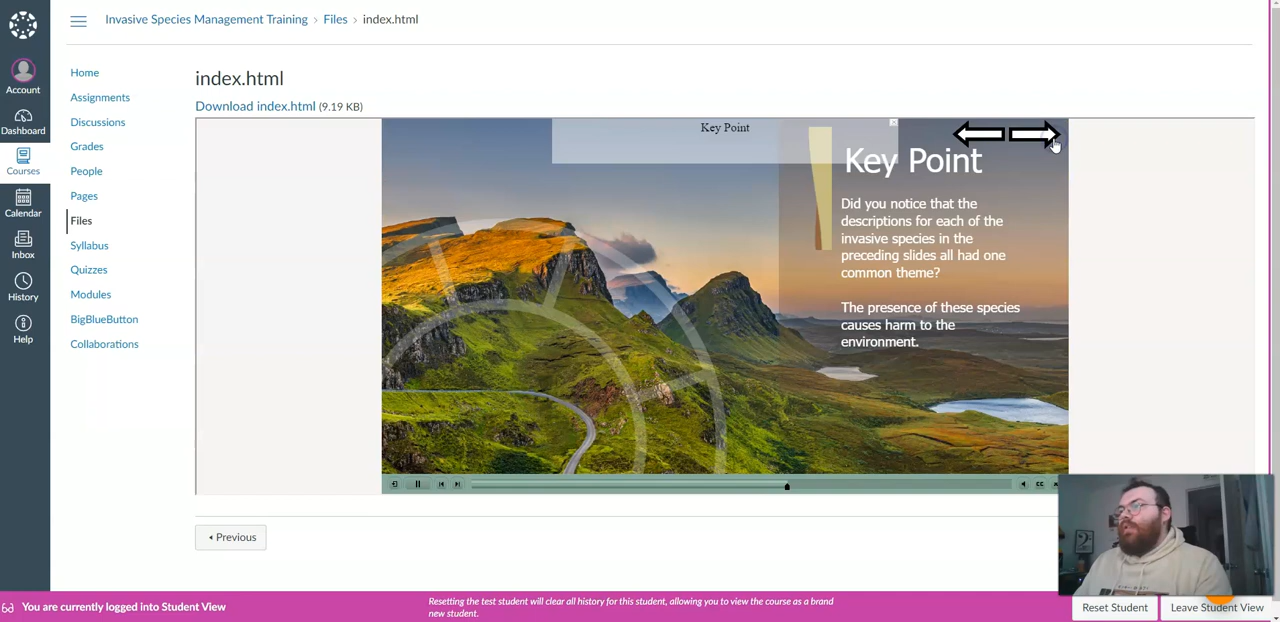 Invasive Species Management Training > Files > index.html
Account
Dashboard
Courses
Calendar
Inbox
History
Help
Home
Assignments
Discussions
Grades
People
Pages
Files
Syllabus
Quizzes
Modules
BigBlueButton
Collaborations
index.html
Download index.html (9.19 KB)
Key Point
Key Point
Did you notice that the
descriptions for each of the
invasive species in the
preceding slides all had one
common theme?
The presence of these species
causes harm to the
environment.
CC
Previous
You are currently logged into Student View
Resetting the test student will clear all history for this student, allowing you to view the course as a brand
new student.
Reset Student
Leave Student View